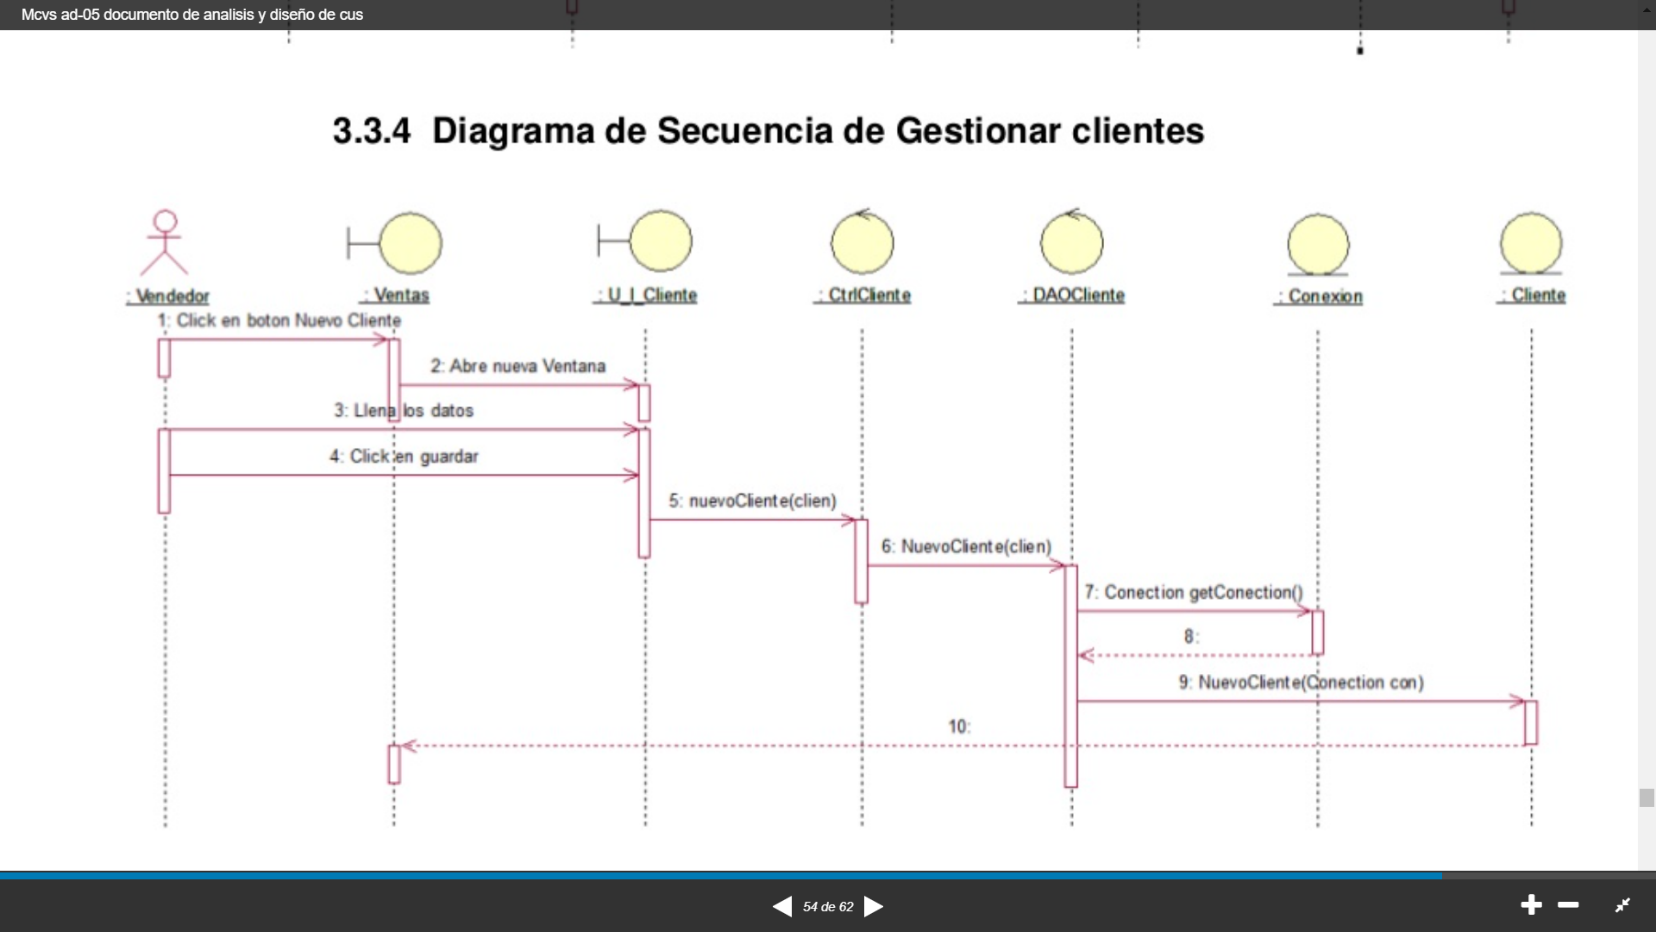 Mcvs ad-05 documento de analisis y diseño de cus
3.3.4 Diagrama de Secuencia de Gestionar clientes
: Vendedor
: Ventas
: U_I_Cliente
: CtrlCliente
: DAOCliente
: Conexion
: Cliente
1: Click en boton Nuevo Cliente
2: Abre nueva Ventana
3: Llena los datos
4: Click en guardar
5: nuevoCliente(clien)
6: NuevoCliente(clien)
7: Conection getConection()
8:
9: NuevoCliente(Conection con)
10:
54 de 62